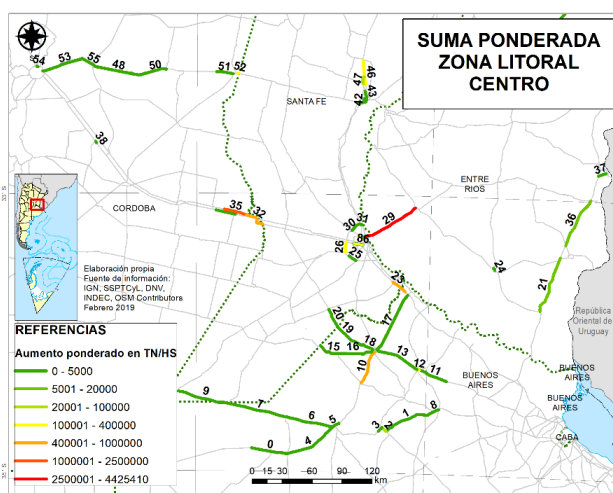 SUMA PONDERADA
ZONA LITORAL
CENTRO
54
53
55
48
50
51
52
47
46
42
43
SANTA FE
38
37
33° S
CORDOBA
ENTRE
RIOS
35
32
30
31
29
86
26
25
36
24
21
23
Elaboración propia
Fuente de información:
IGN, SSPTCyL, DNV,
INDEC, OSM Contributors
Febrero 2019
República
Oriental de
Uruguay
REFERENCIAS
Aumento ponderado en TN/HS
0 - 5000
5001 - 20000
20001 - 100000
100001 - 400000
400001 - 1000000
1000001 - 2500000
2500001 - 4425410
20
19
17
18
15
16
10
13
12
11
BUENOS
AIRES
BUENOS
AIRES
BUENOS
AIRES
CABA
9
7
6
5
0
4
3
2
1
8
35° S
0 15 30 60 90 120
km